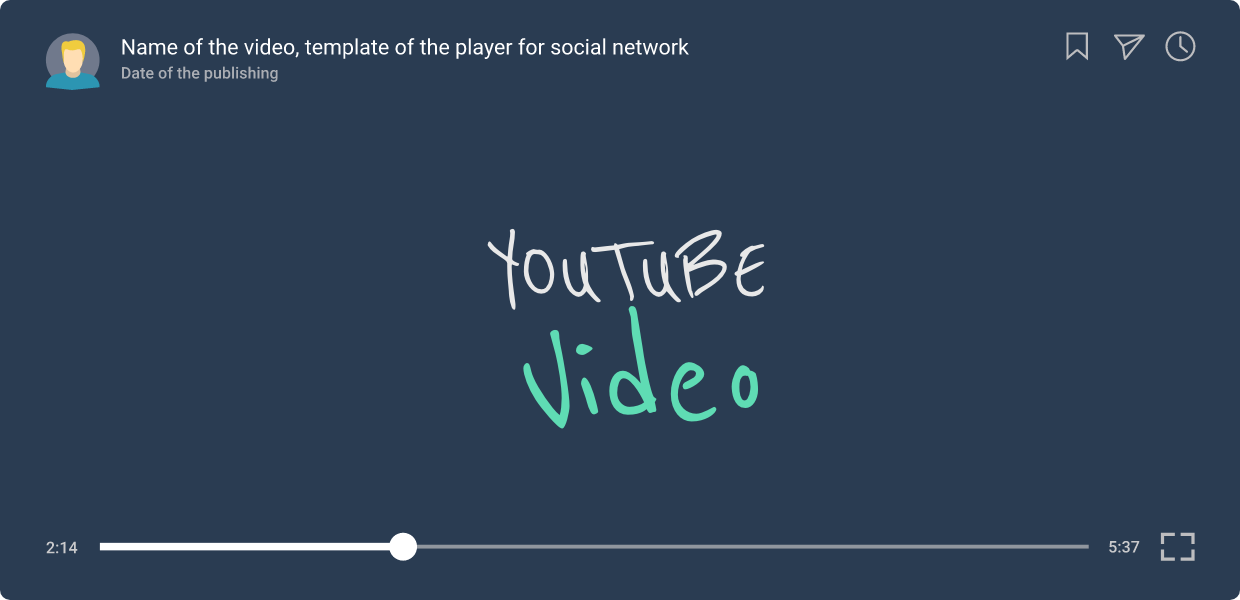 Name of the video, template of the player for social network
Date of the publishing
YOUTUBE
Video
2:14
5:37